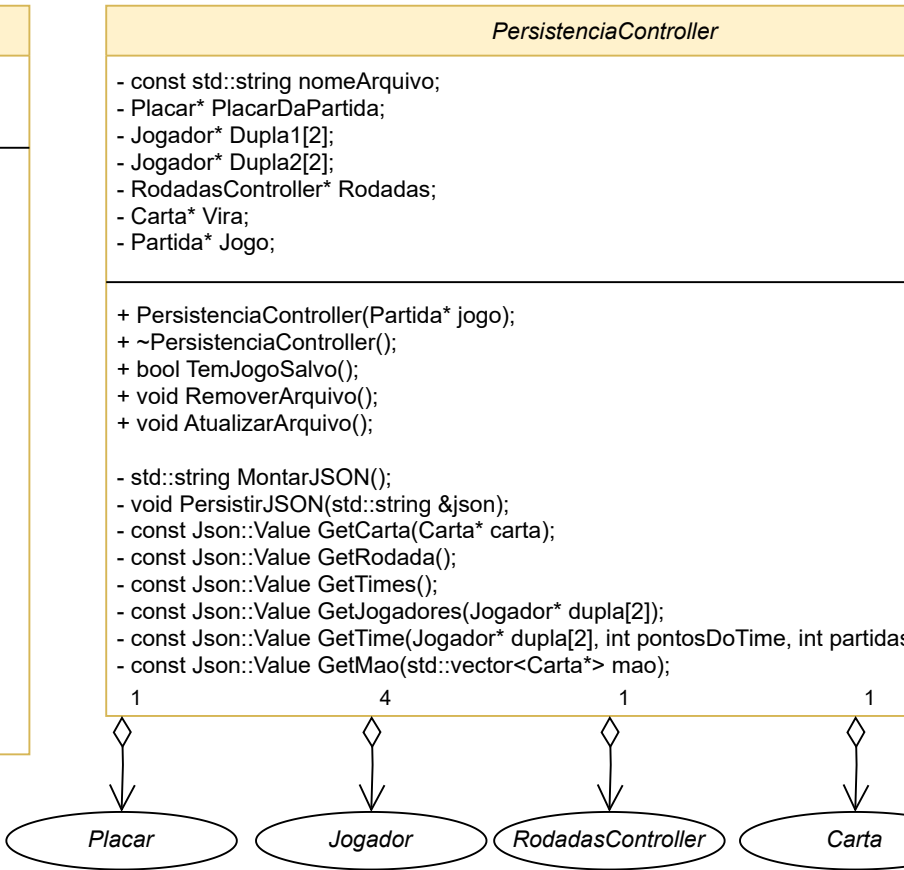 PersistenciaController
- const std::string nomeArquivo;
- Placar* PlacarDaPartida;
- Jogador* Dupla1[2];
- Jogador* Dupla2[2];
- RodadasController* Rodadas;
- Carta* Vira;
- Partida* Jogo;
+ PersistenciaController(Partida* jogo);
+ ~PersistenciaController();
+ bool TemJogoSalvo();
+ void RemoverArquivo();
+ void AtualizarArquivo();
- std::string MontarJSON();
- void PersistirJSON(std::string &json);
- const Json::Value GetCarta(Carta* carta);
- const Json::Value GetRodada();
- const Json::Value GetTimes();
- const Json::Value GetJogadores(Jogador* dupla[2]);
- const Json::Value GetTime(Jogador* dupla[2], int pontosDoTime, int partidas
- const Json::Value GetMao(std::vector<Carta*> mao);
1 4 1 1
Placar Jogador RodadasController Carta